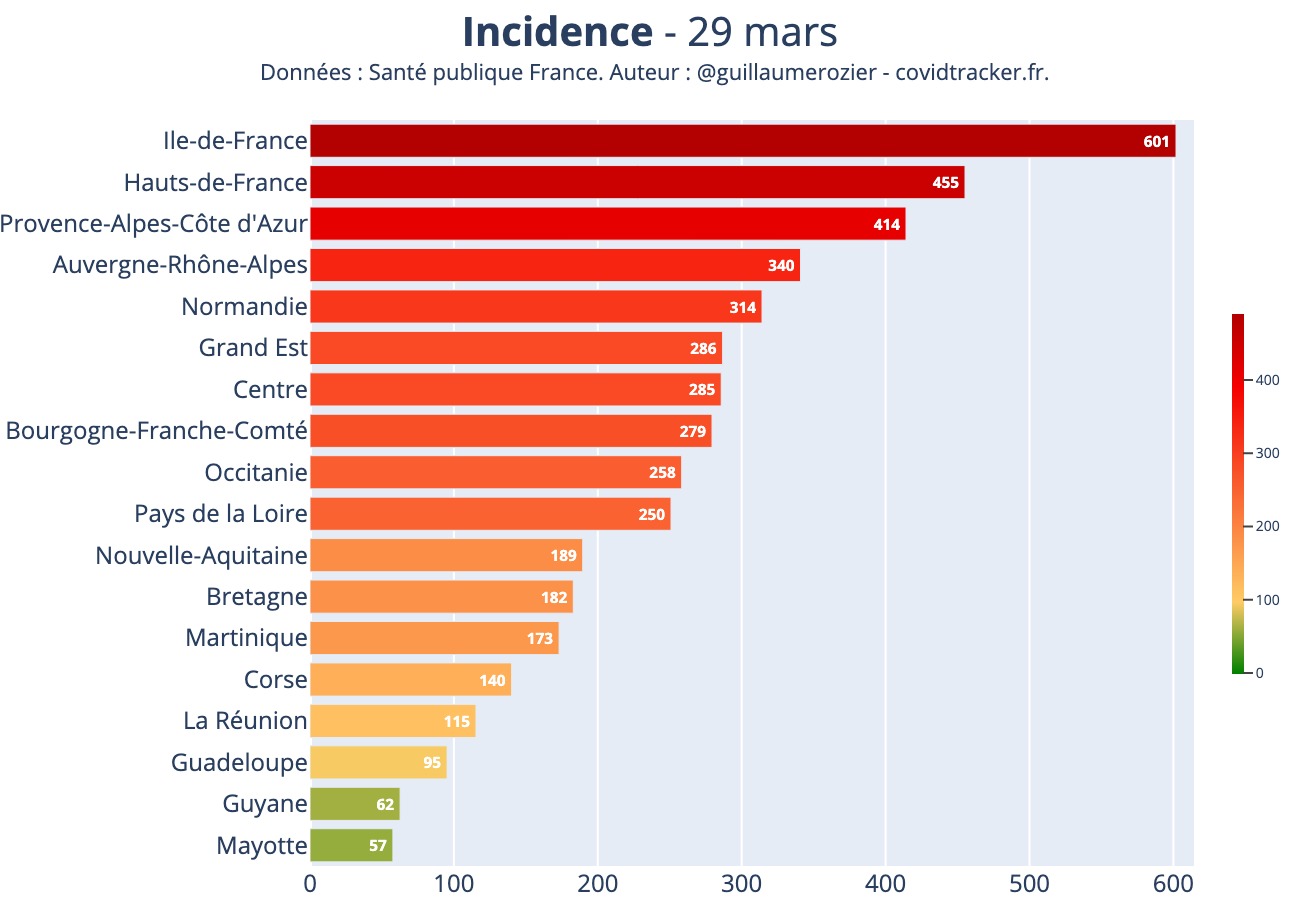 Incidence - 29 mars
Données : Santé publique France. Auteur : @guillaumerozier - covidtracker.fr.
Ile-de-France 601
Hauts-de-France 455
Provence-Alpes-Côte d'Azur 414
Auvergne-Rhône-Alpes 340
Normandie 314
Grand Est 286
Centre 285
Bourgogne-Franche-Comté 279
Occitanie 258
Pays de la Loire 250
Nouvelle-Aquitaine 189
Bretagne 182
Martinique 173
Corse 140
La Réunion 115
Guadeloupe 95
Guyane 62
Mayotte 57
0 100 200 300 400 500 600
400
300
200
100
0